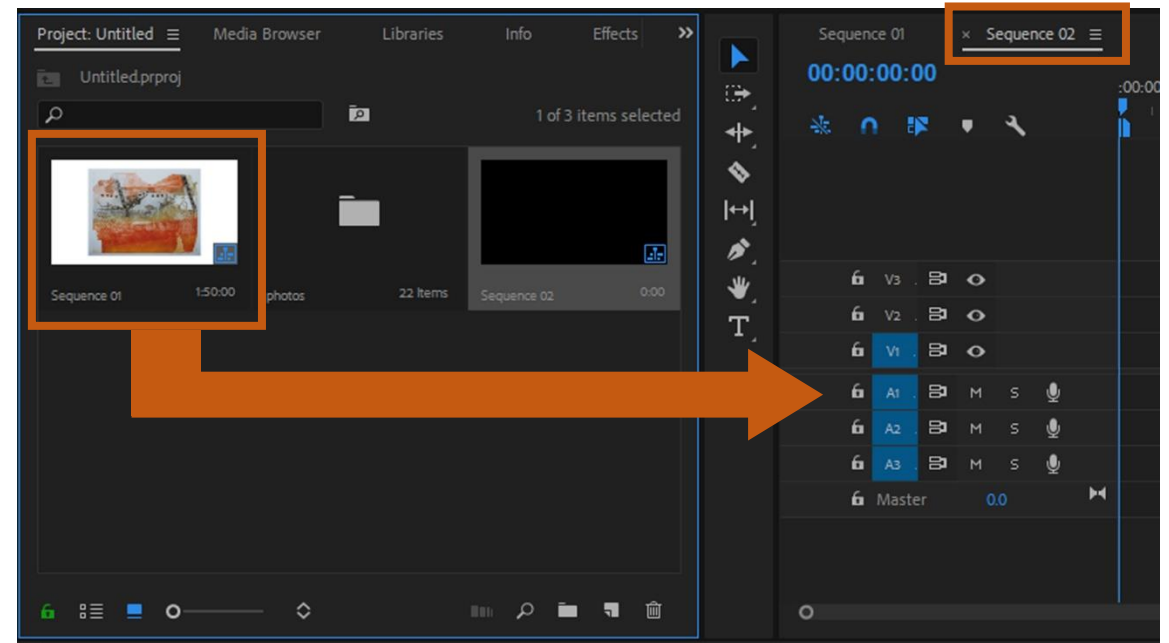 Project: Untitled Media Browser Libraries Info Effects
Untitled.prproj
1 of 3 items selected
Sequence 01 1:50:00
photos 22 Items
Sequence 02 0:00
T
Sequence 01 × Sequence 02
00:00:00:00
:00:00
V3
V2
V1
A1 M S
A2 M S
A3 M S
Master 0.0